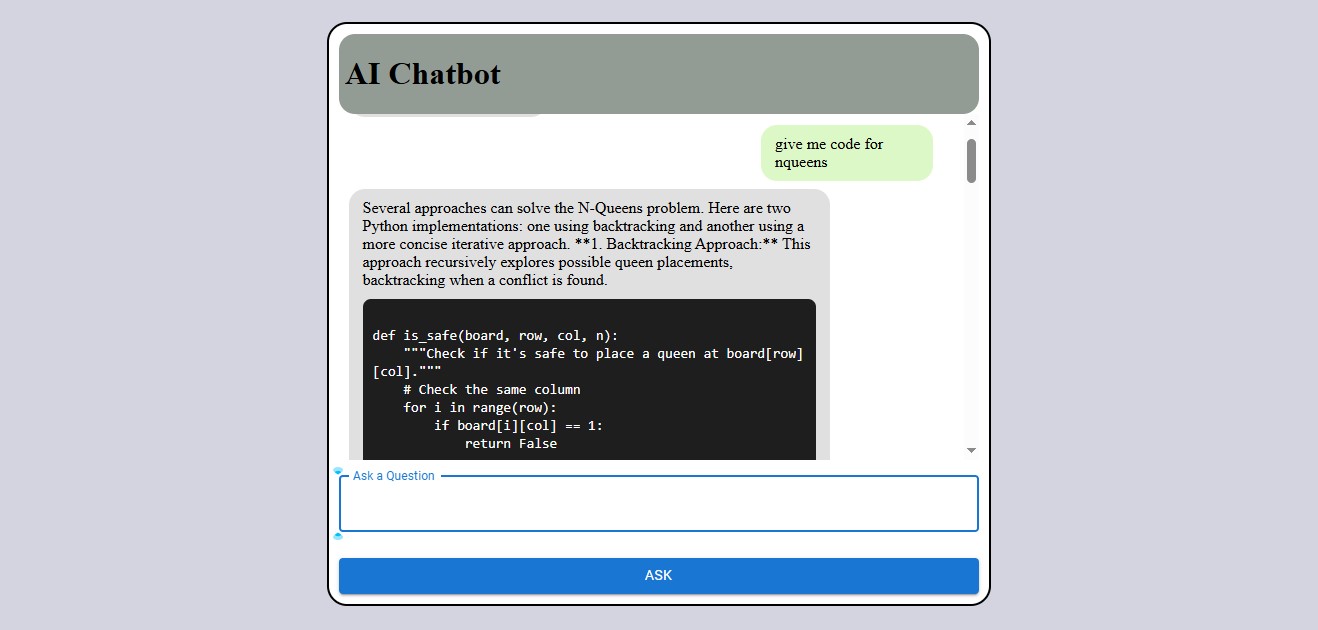 AI Chatbot
give me code for
nqueens
Several approaches can solve the N-Queens problem. Here are two
Python implementations: one using backtracking and another using a
more concise iterative approach. **1. Backtracking Approach:** This
approach recursively explores possible queen placements,
backtracking when a conflict is found.
def is_safe(board, row, col, n):
    """Check if it's safe to place a queen at board[row]
[col]."""
    # Check the same column
    for i in range(row):
        if board[i][col] == 1:
            return False
Ask a Question
ASK